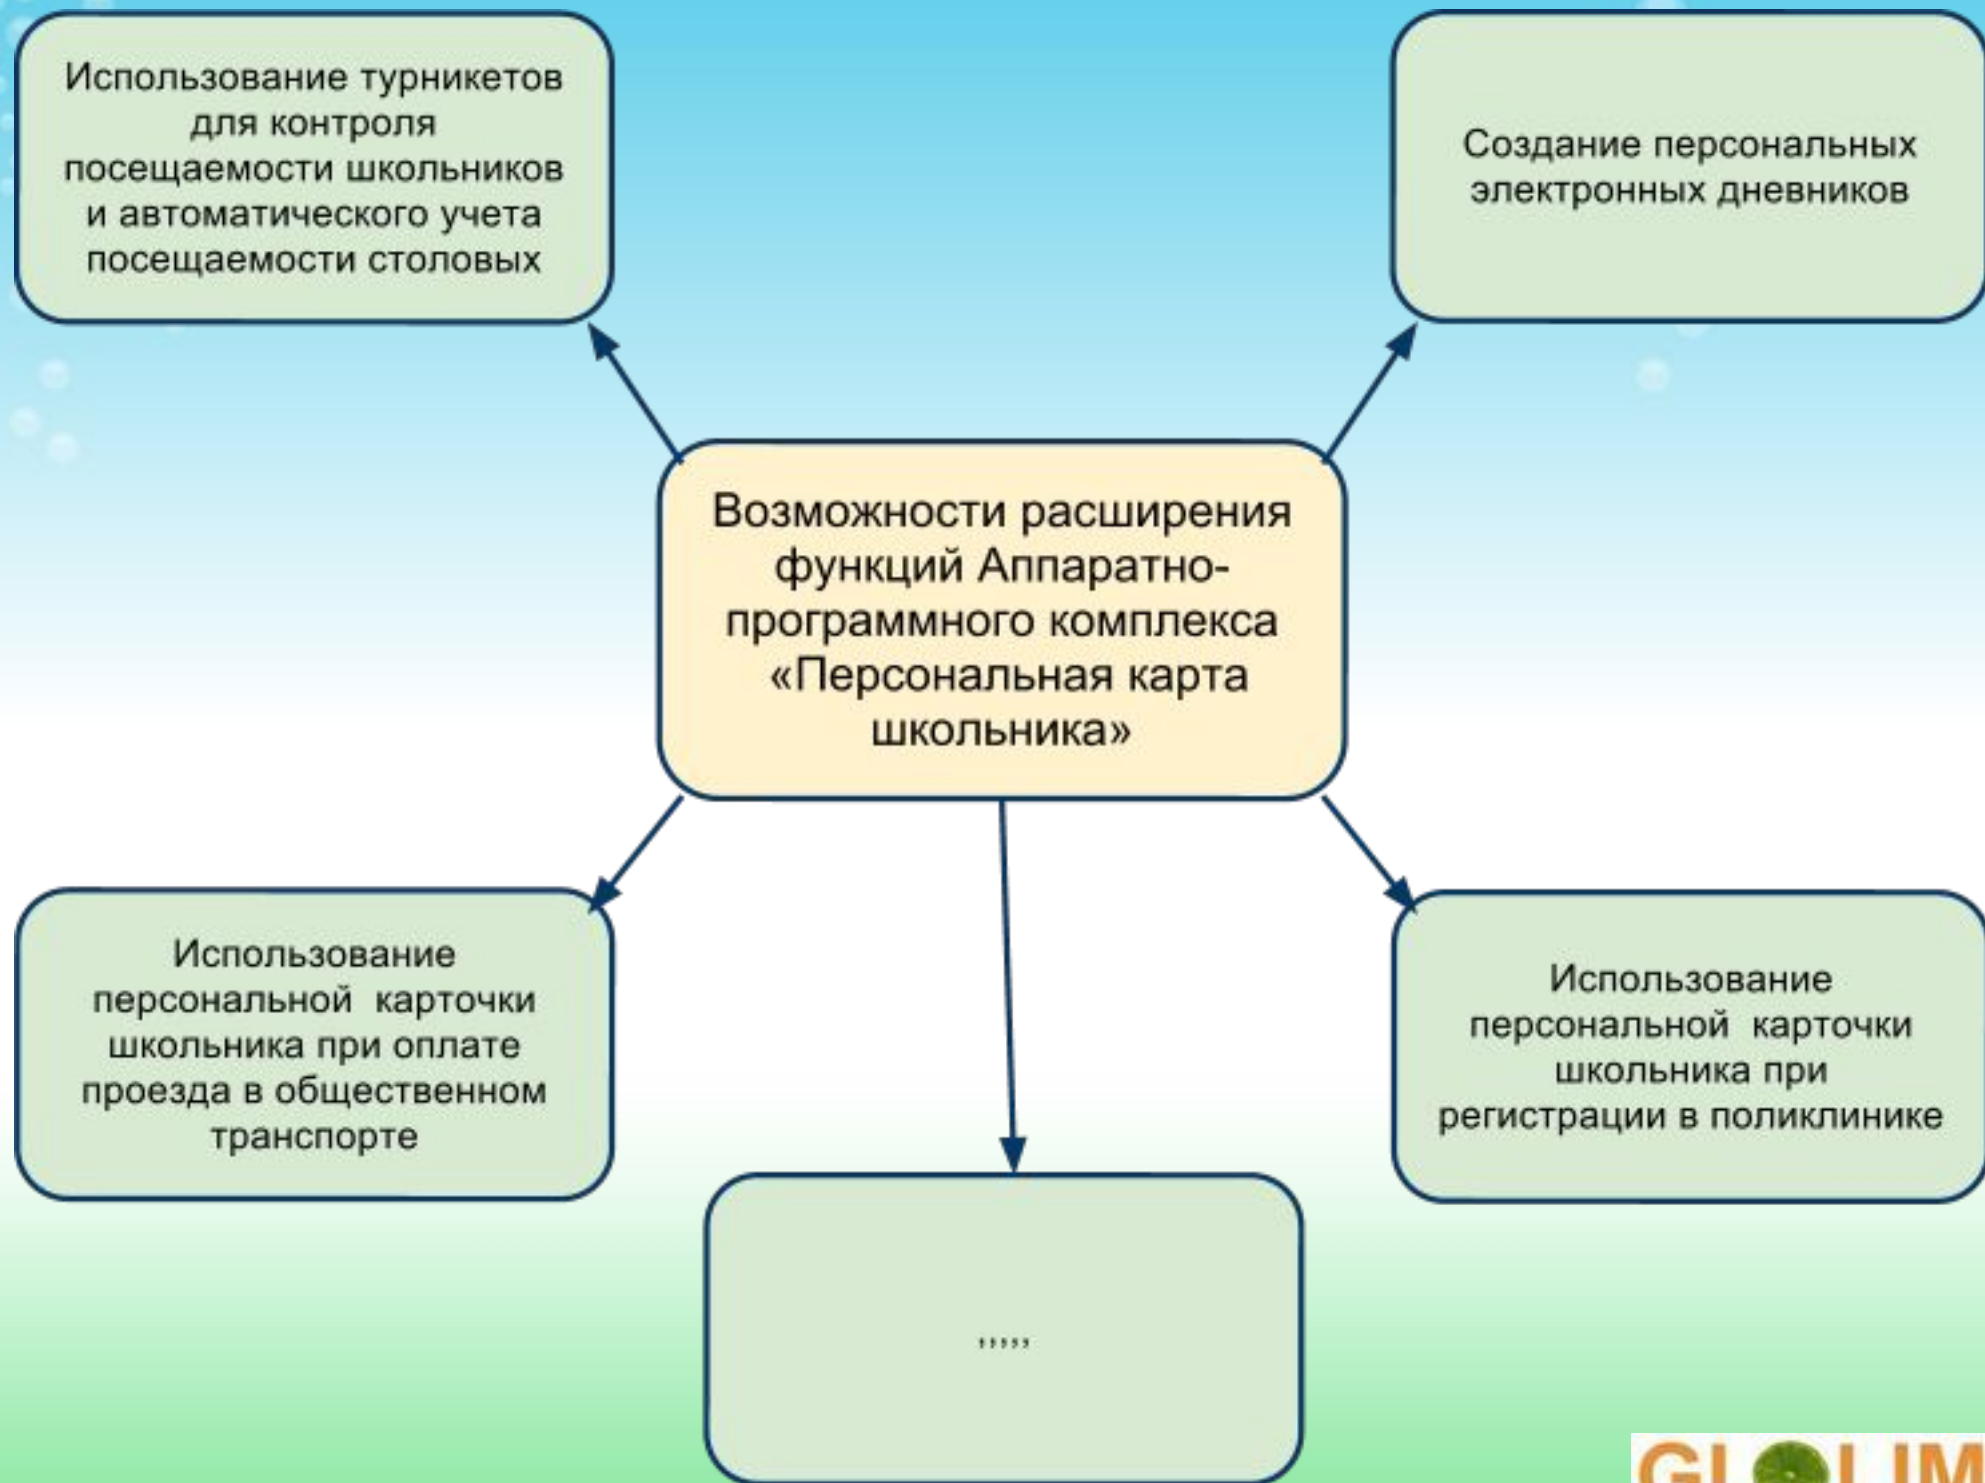 Использование турникетов
для контроля
посещаемости школьников
и автоматического учета
посещаемости столовых
Создание персональных
электронных дневников
Возможности расширения
функций Аппаратно-
программного комплекса
«Персональная карта
школьника»
Использование
персональной карточки
школьника при оплате
проезда в общественном
транспорте
Использование
персональной карточки
школьника при
регистрации в поликлинике
,,,,,